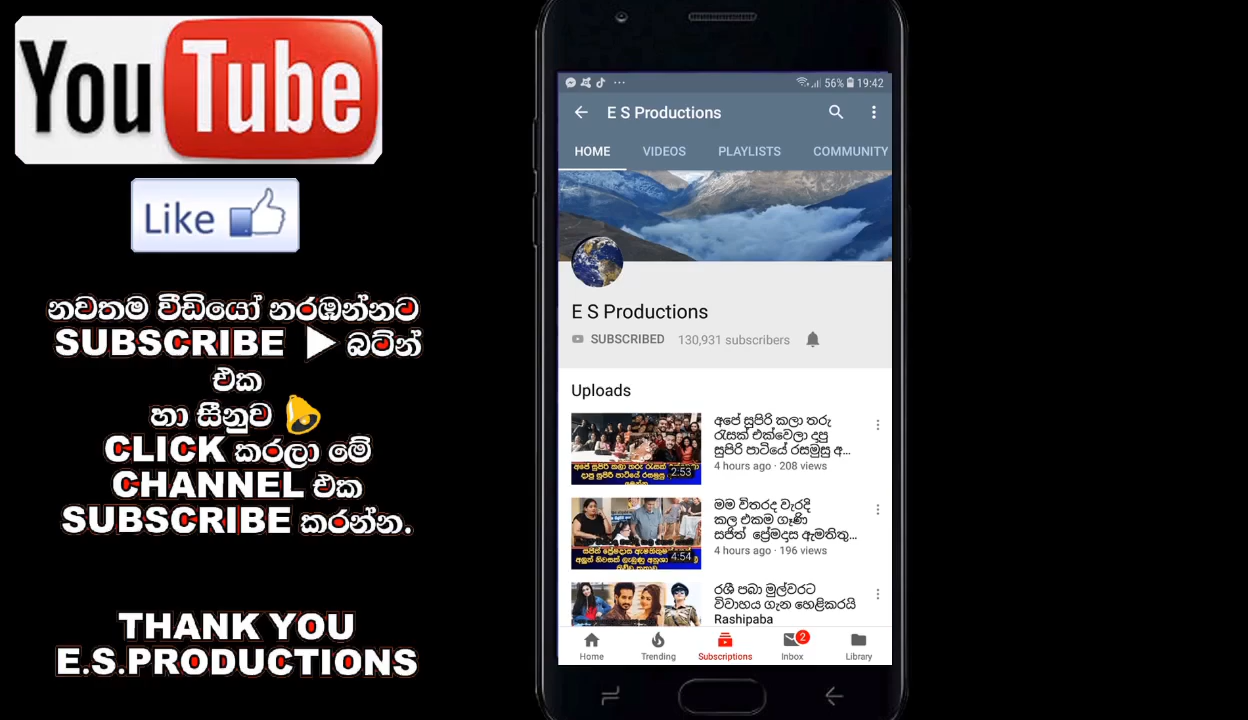 YouTube
Like
නවතම වීඩියෝ නරඹන්නට
SUBSCRIBE ▶ බටන්
එක
හා සීනුව 🔔
CLICK කරලා මේ
CHANNEL එක
SUBSCRIBE කරන්න.
THANK YOU
E.S.PRODUCTIONS
56% 19:42
E S Productions
HOME VIDEOS PLAYLISTS COMMUNITY
E S Productions
SUBSCRIBED 130,931 subscribers
Uploads
අපේ සුපිරි කලා තරු
රැසක් එක්වෙලා දාපු
සුපිරි පාටියේ රසමුසු අ...
4 hours ago · 208 views
2:53
මම විතරද වැරදි
කල එකම ගෑණි
සජිත් ප්‍රේමදාස ඇමතිතු...
4 hours ago · 196 views
4:54
රශී පබා මුල්වරට
විවාහය ගැන හෙළිකරයි
Rashipaba
Home Trending Subscriptions Inbox 2 Library